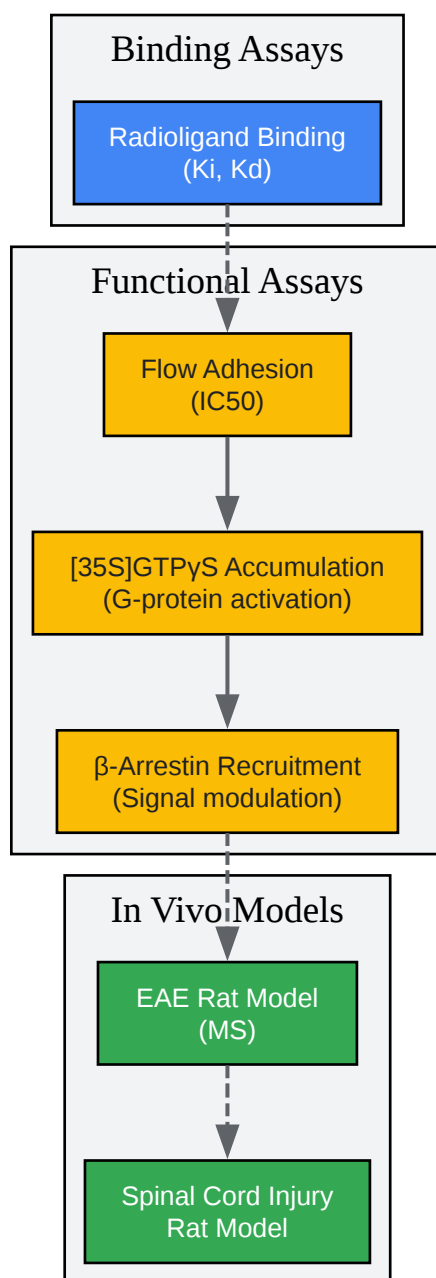 Binding Assays
Radioligand Binding
(Ki, Kd)
Functional Assays
Flow Adhesion
(IC50)
[35S]GTPγS Accumulation
(G-protein activation)
β-Arrestin Recruitment
(Signal modulation)
In Vivo Models
EAE Rat Model
(MS)
Spinal Cord Injury
Rat Model